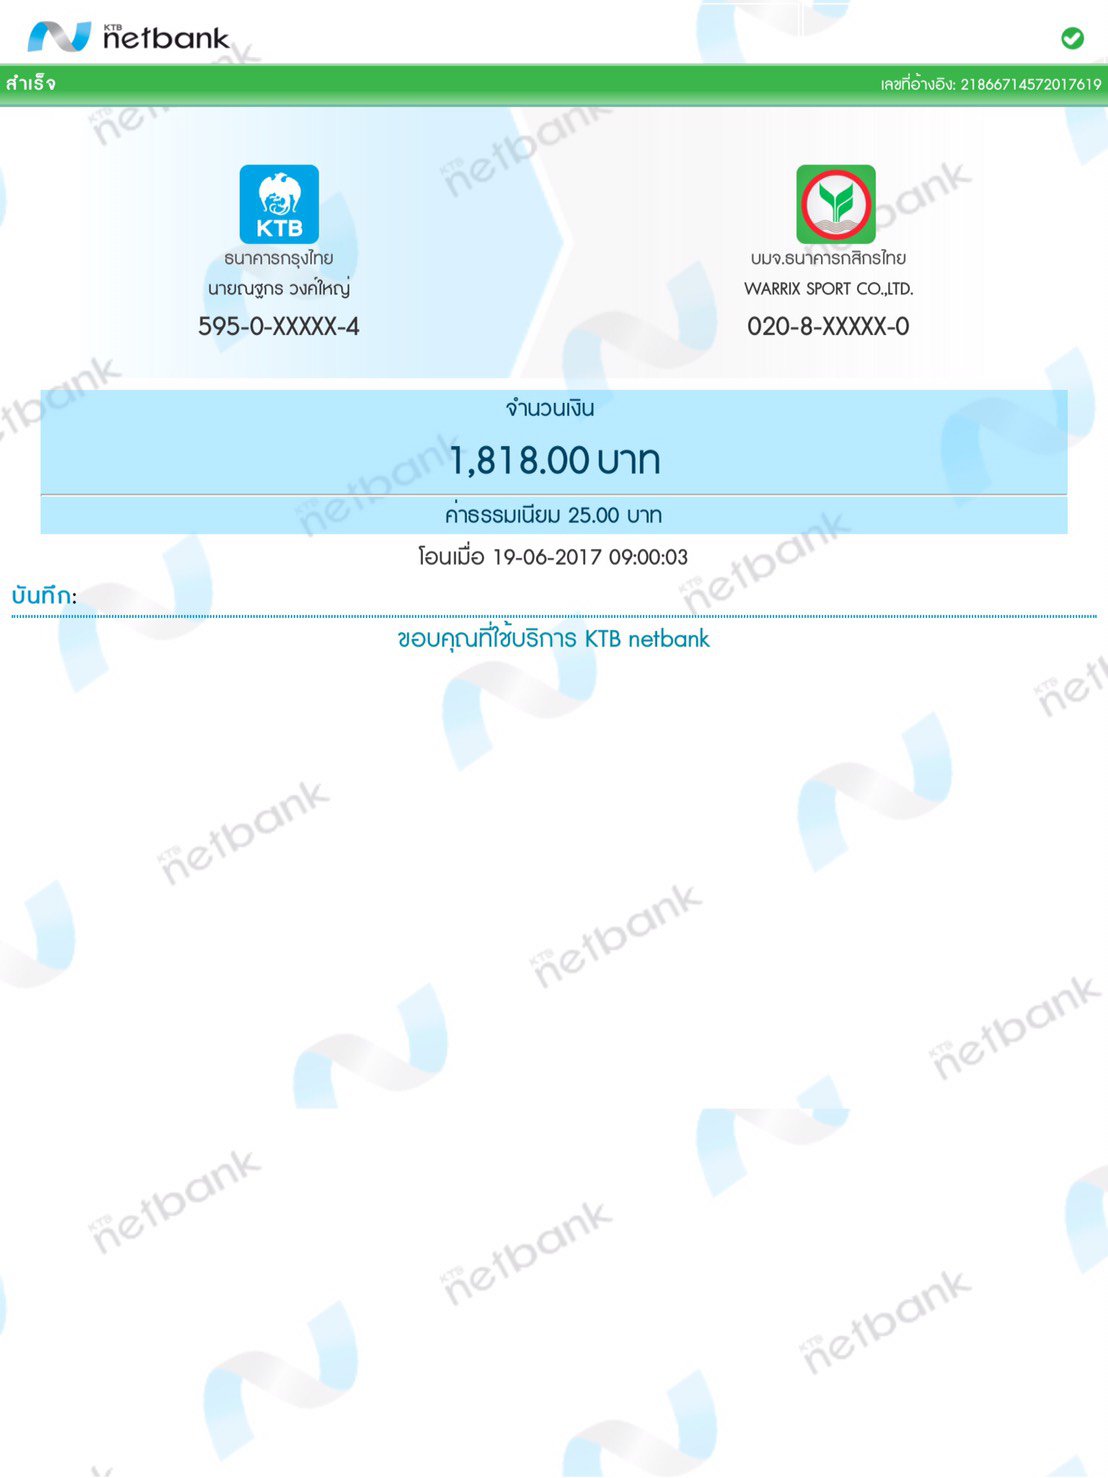 KTB netbank
สำเร็จ
เลขที่อ้างอิง: 21866714572017619
KTB
ธนาคารกรุงไทย
นายณฐกร วงค์ใหญ่
595-0-XXXXX-4
บมจ.ธนาคารกสิกรไทย
WARRIX SPORT CO.,LTD.
020-8-XXXXX-0
จำนวนเงิน
1,818.00 บาท
ค่าธรรมเนียม 25.00 บาท
โอนเมื่อ 19-06-2017 09:00:03
บันทึก:
ขอบคุณที่ใช้บริการ KTB netbank